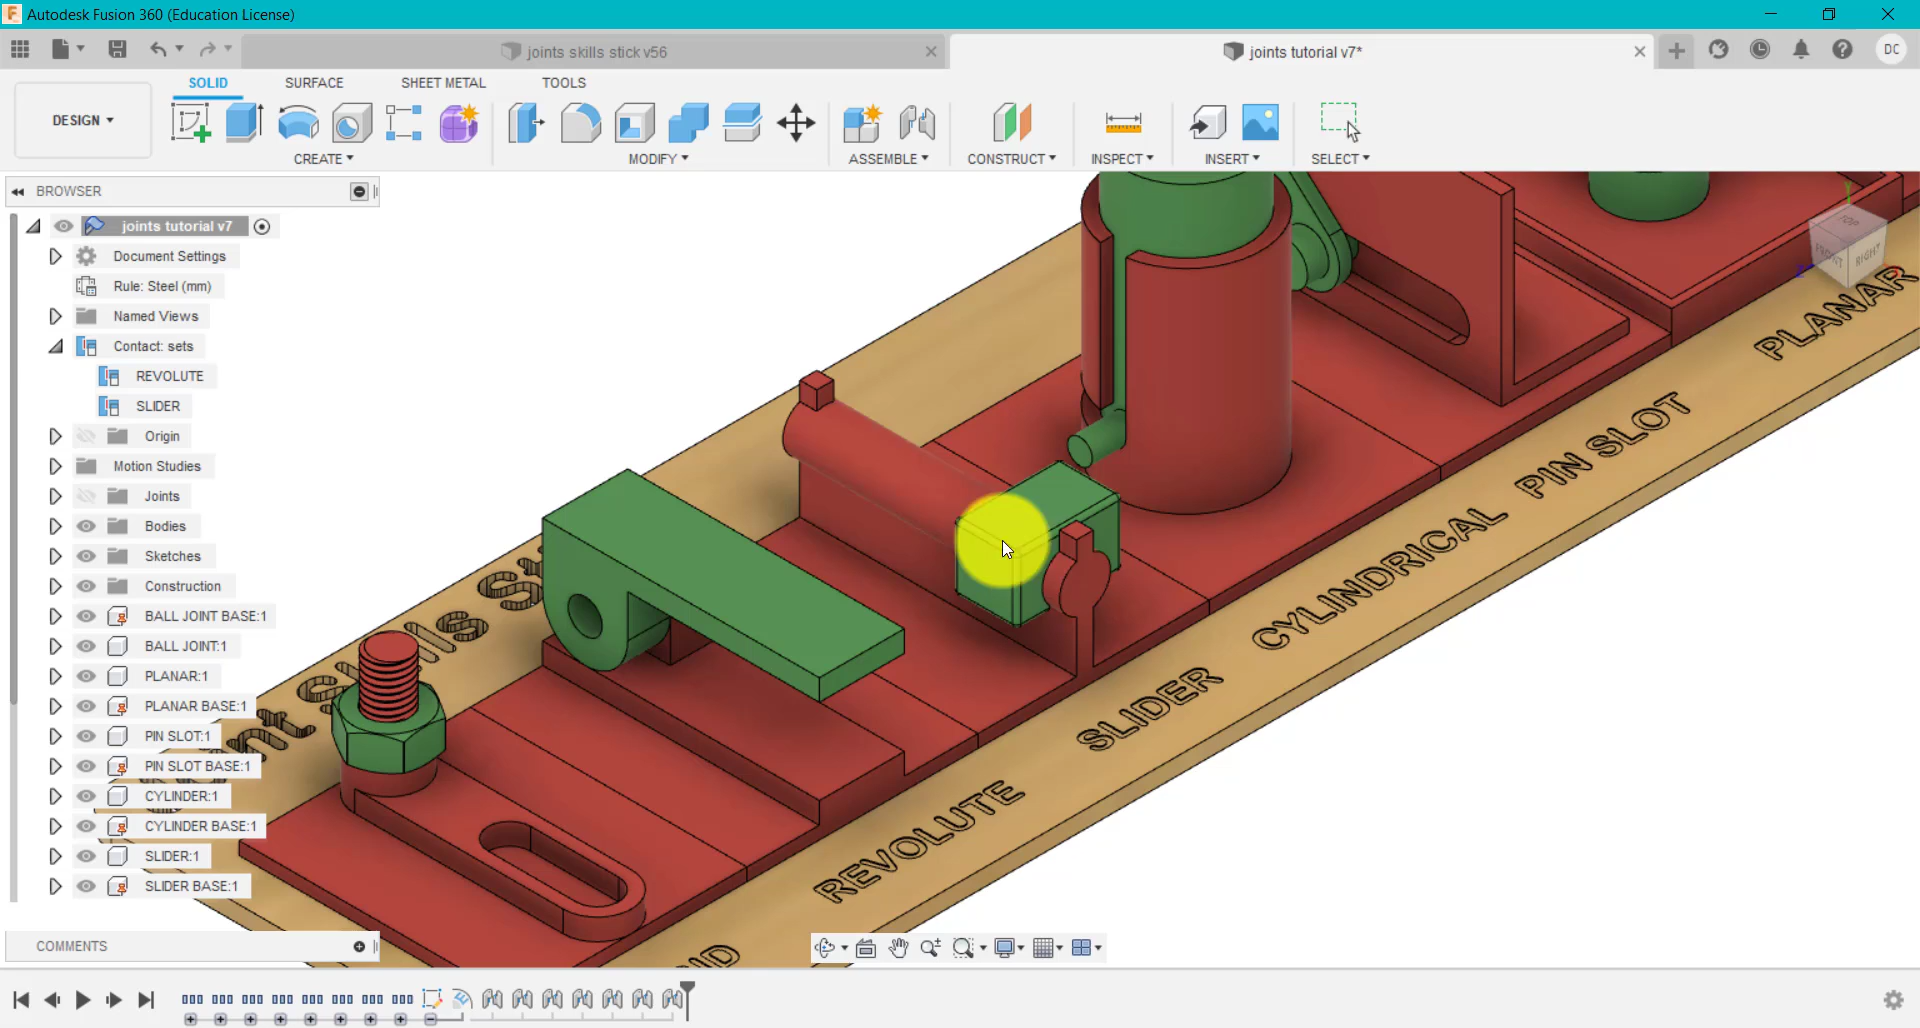 Autodesk Fusion 360 (Education License)
joints skills stick v56
joints tutorial v7*
DC
DESIGN
SOLID
SURFACE
SHEET METAL
TOOLS
CREATE
MODIFY
ASSEMBLE
CONSTRUCT
INSPECT
INSERT
SELECT
BROWSER
joints tutorial v7
Document Settings
Rule: Steel (mm)
Named Views
Contact: sets
REVOLUTE
SLIDER
Origin
Motion Studies
Joints
Bodies
Sketches
Construction
BALL JOINT BASE:1
BALL JOINT:1
PLANAR:1
PLANAR BASE:1
PIN SLOT:1
PIN SLOT BASE:1
CYLINDER:1
CYLINDER BASE:1
SLIDER:1
SLIDER BASE:1
COMMENTS
TOP
FRONT
RIGHT
PLANAR
PIN SLOT
CYLINDRICAL
SLIDER
REVOLUTE